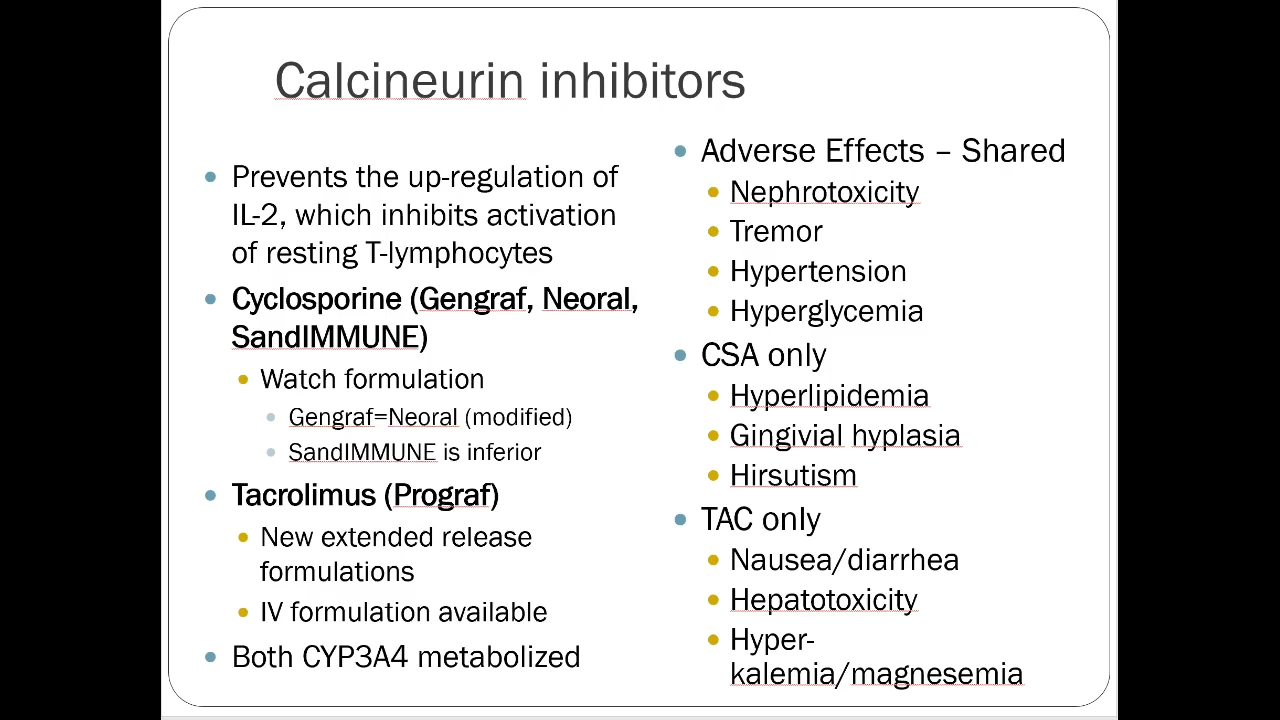 Calcineurin inhibitors
Prevents the up-regulation of
IL-2, which inhibits activation
of resting T-lymphocytes
Cyclosporine (Gengraf, Neoral,
SandIMMUNE)
Watch formulation
Gengraf=Neoral (modified)
SandIMMUNE is inferior
Tacrolimus (Prograf)
New extended release
formulations
IV formulation available
Both CYP3A4 metabolized
Adverse Effects – Shared
Nephrotoxicity
Tremor
Hypertension
Hyperglycemia
CSA only
Hyperlipidemia
Gingivial hyplasia
Hirsutism
TAC only
Nausea/diarrhea
Hepatotoxicity
Hyper-
kalemia/magnesemia